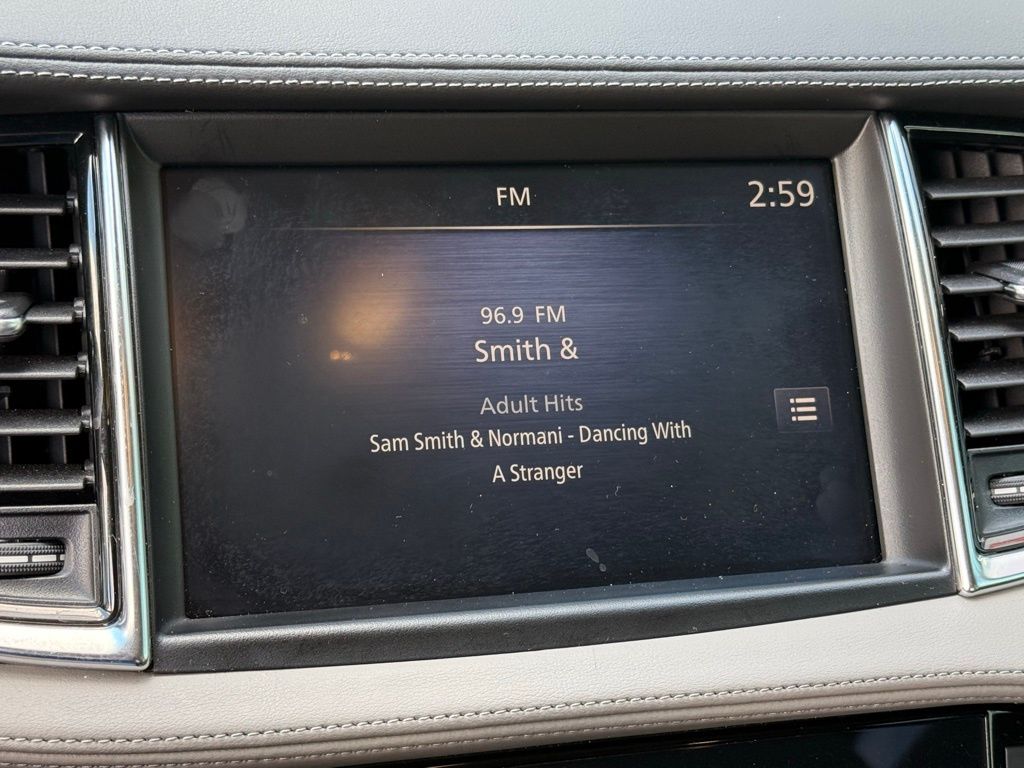 FM
2:59
96.9 FM
Smith &
Adult Hits
Sam Smith & Normani - Dancing With
A Stranger